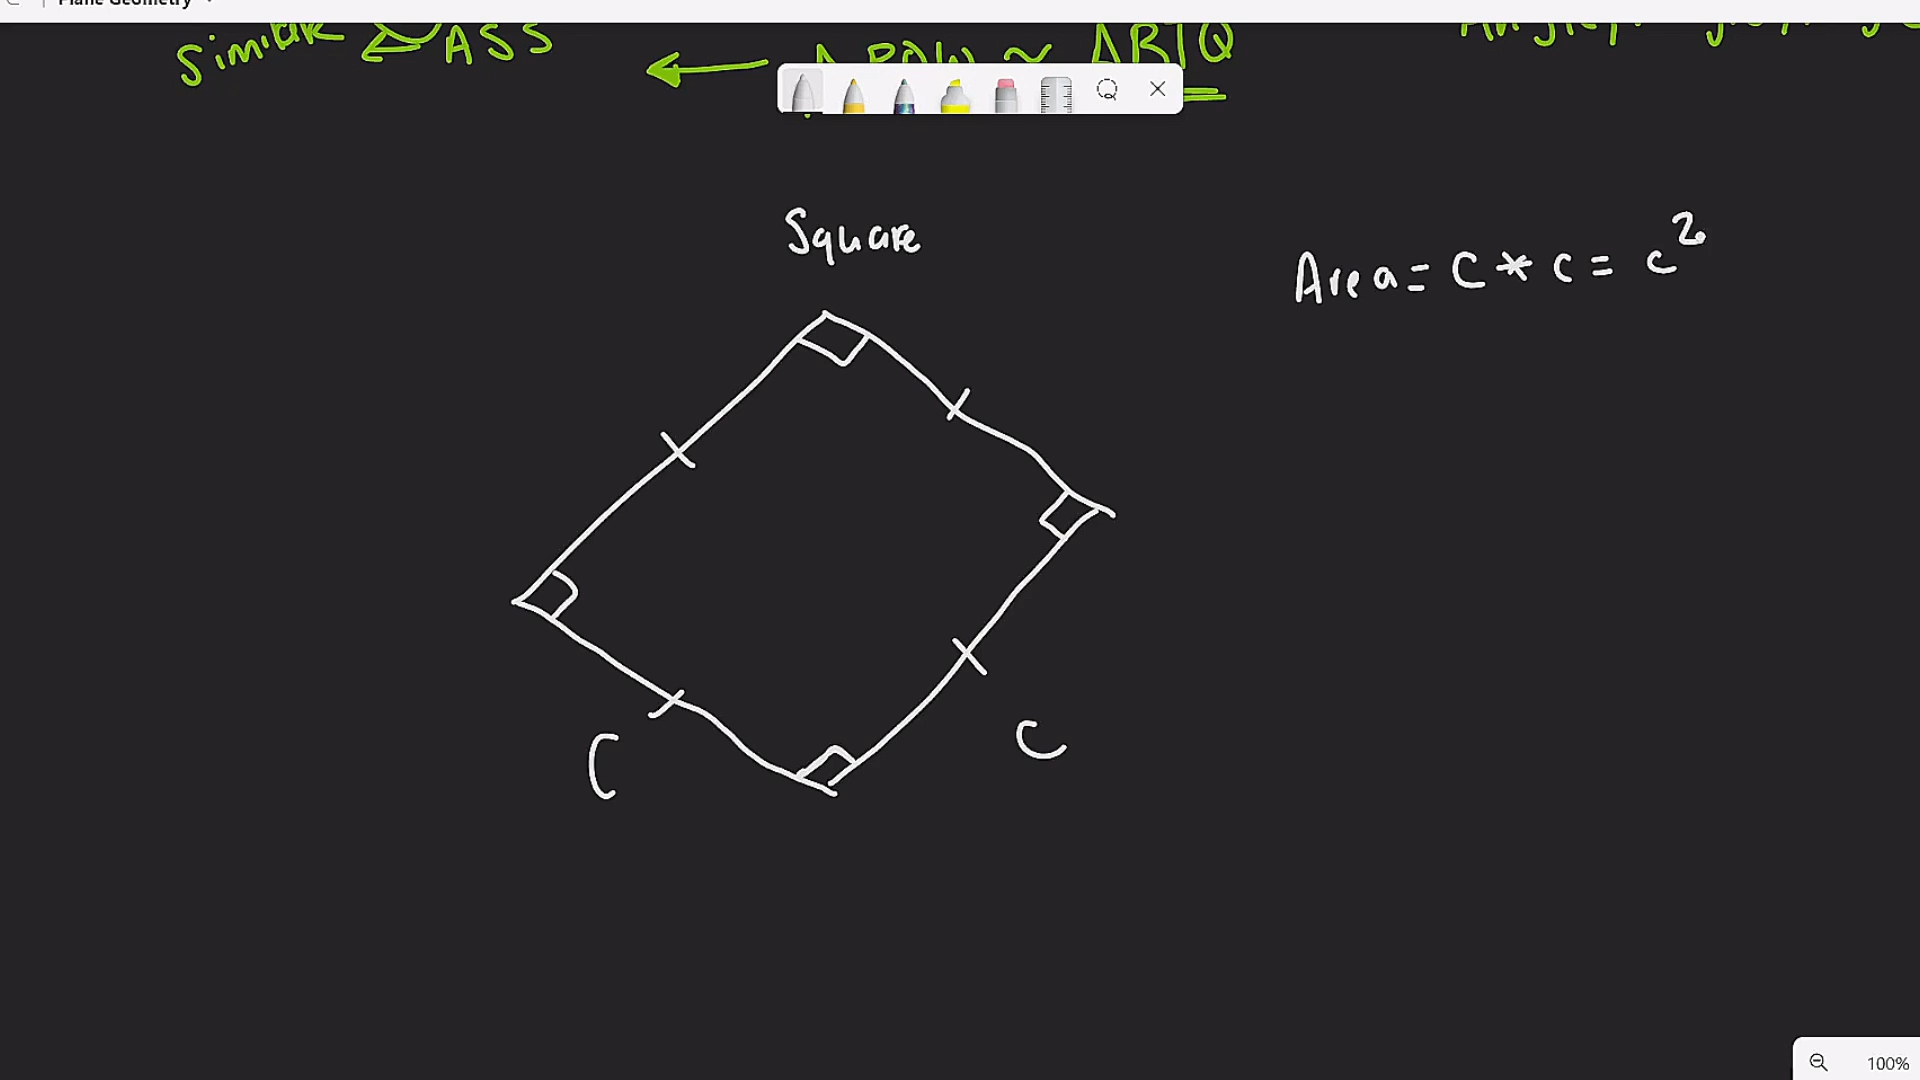 Plane Geometry
Similar ASS
Square
Area = C * c = c²
C
C
100%